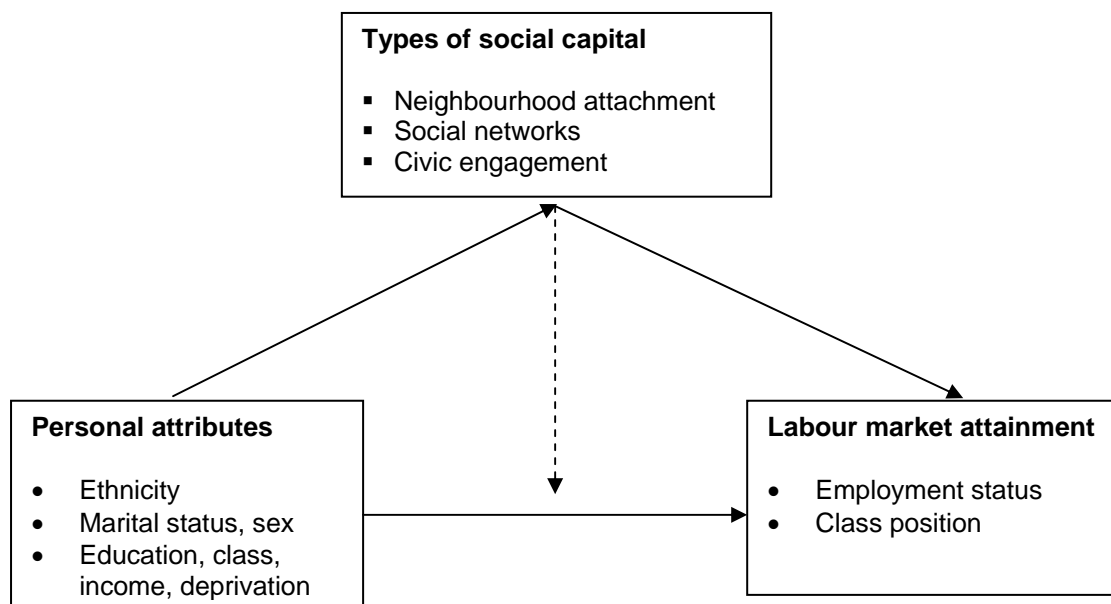 Types of social capital
▪ Neighbourhood attachment
▪ Social networks
▪ Civic engagement
Personal attributes
• Ethnicity
• Marital status, sex
• Education, class,
income, deprivation
Labour market attainment
• Employment status
• Class position